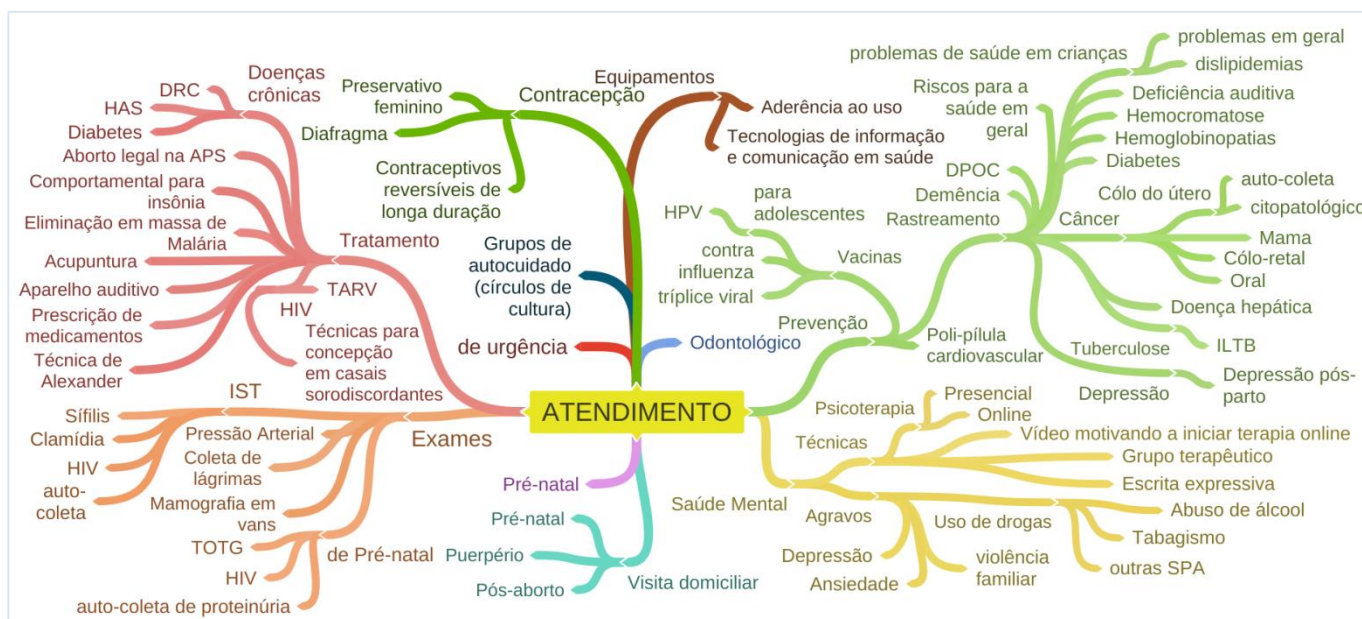 DRC
HAS
Diabetes
Doenças
crônicas
Aborto legal na APS
Comportamental para
insônia
Eliminação em massa de
Malária
Acupuntura
Aparelho auditivo
Prescrição de
medicamentos
Técnica de
Alexander
Tratamento
TARV
HIV
Técnicas para
concepção
em casais
sorodiscordantes
Preservativo
feminino
Diafragma
Contraceptivos
reversíveis de
longa duração
Contracepção
Equipamentos
Aderência ao uso
Tecnologias de informação
e comunicação em saúde
Grupos de
autocuidado
(círculos de
cultura)
de urgência
Odontológico
ATENDIMENTO
HPV
para
adolescentes
contra
influenza
tríplice viral
Vacinas
Prevenção
Poli-pílula
cardiovascular
problemas de saúde em crianças
problemas em geral
dislipidemias
Deficiência auditiva
Hemocromatose
Hemoglobinopatias
Diabetes
Riscos para a
saúde em
geral
DPOC
Demência
Rastreamento
Câncer
Cólo do útero
auto-coleta
citopatológico
Mama
Cólo-retal
Oral
Doença hepática
Tuberculose
ILTB
Depressão
Depressão pós-
parto
IST
Sífilis
Clamídia
HIV
auto-
coleta
Exames
Pressão Arterial
Coleta de
lágrimas
Mamografia em
vans
TOTG
HIV
auto-coleta de proteinúria
de Pré-natal
Pré-natal
Pré-natal
Puerpério
Pós-aborto
Visita domiciliar
Saúde Mental
Técnicas
Psicoterapia
Presencial
Online
Vídeo motivando a iniciar terapia online
Grupo terapêutico
Escrita expressiva
Agravos
Depressão
Ansiedade
violência
familiar
Uso de drogas
Abuso de álcool
Tabagismo
outras SPA